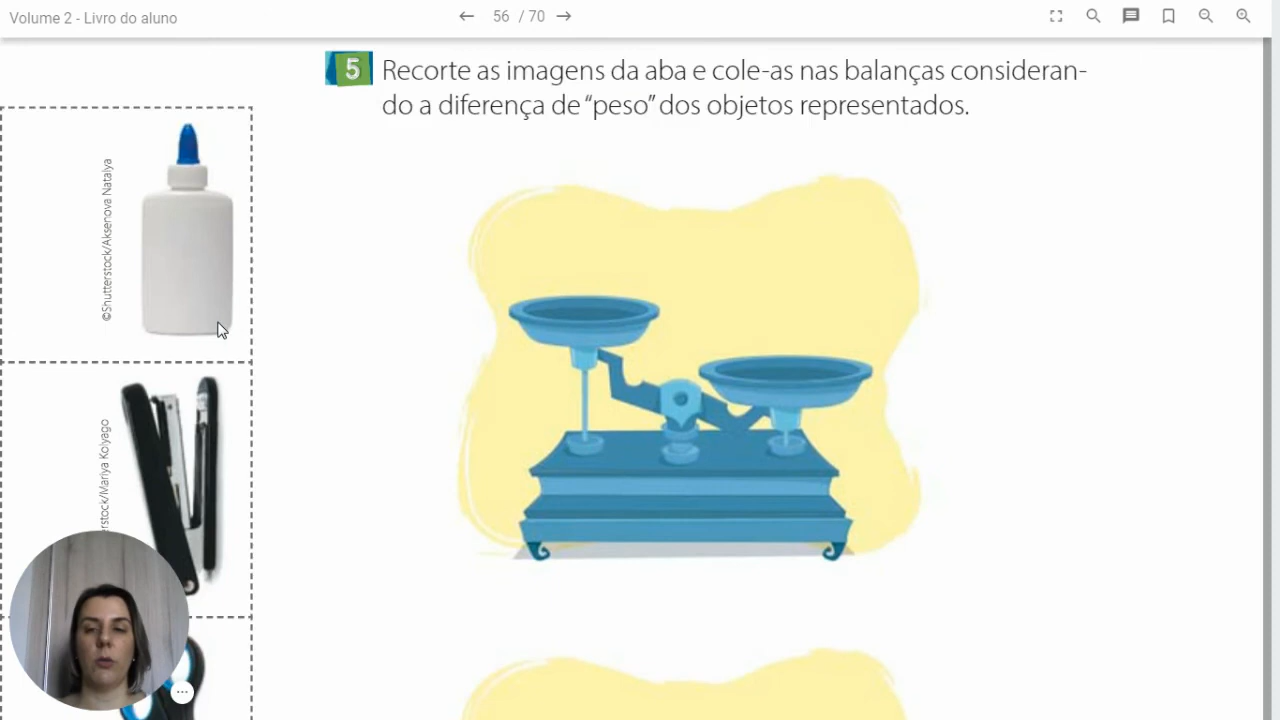 Volume 2 - Livro do aluno
56 / 70
5 Recorte as imagens da aba e cole-as nas balanças consideran-
do a diferença de “peso” dos objetos representados.
©Shutterstock/Aksenova Natalya
erstock/Mariya Kolyago